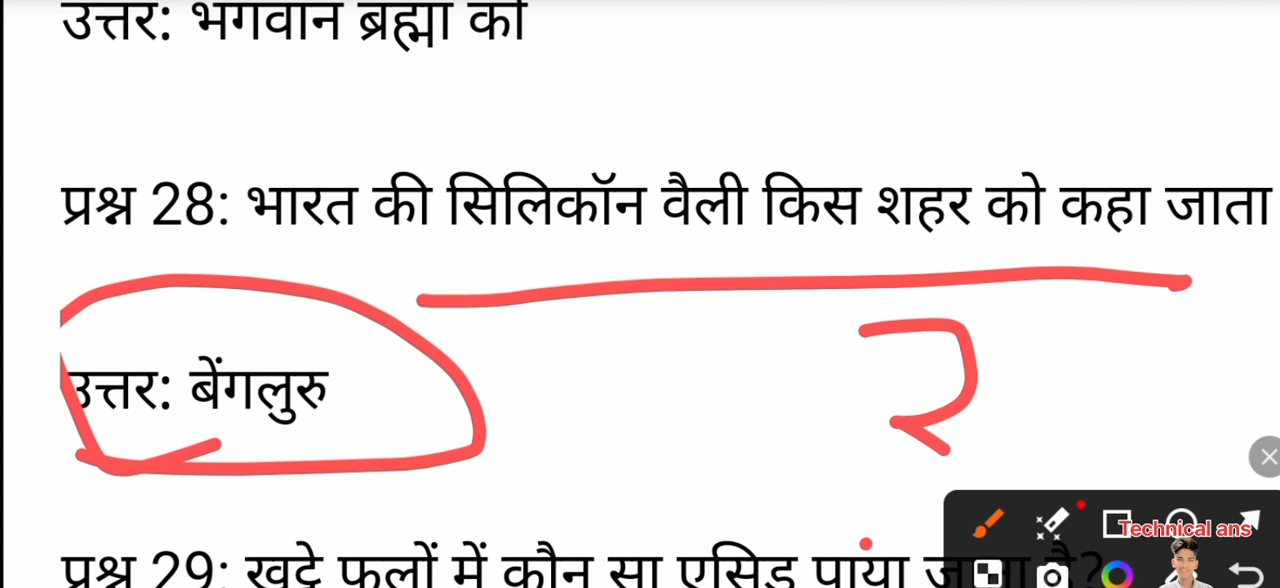 उत्तर: भगवान ब्रह्मा को
प्रश्न 28: भारत की सिलिकॉन वैली किस शहर को कहा जाता
उत्तर: बेंगलुरु
२
Technical ans
प्रश्न 29: खट्टे फलों में कौन सा एसिड पाया जाता है?